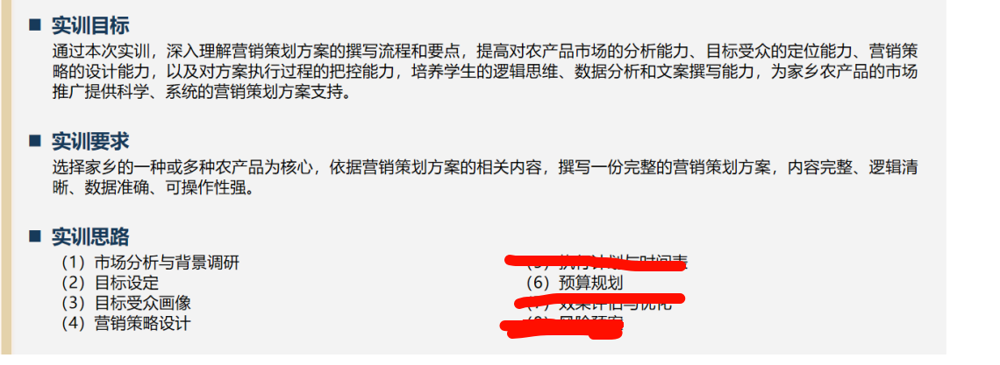 实训目标
通过本次实训，深入理解营销策划方案的撰写流程和要点，提高对农产品市场的分析能力、目标受众的定位能力、营销策
略的设计能力，以及对方案执行过程的把控能力，培养学生的逻辑思维、数据分析和文案撰写能力，为家乡农产品的市场
推广提供科学、系统的营销策划方案支持。
实训要求
选择家乡的一种或多种农产品为核心，依据营销策划方案的相关内容，撰写一份完整的营销策划方案，内容完整、逻辑清
晰、数据准确、可操作性强。
实训思路
（1）市场分析与背景调研
（2）目标设定
（3）目标受众画像
（4）营销策略设计
（6）预算规划